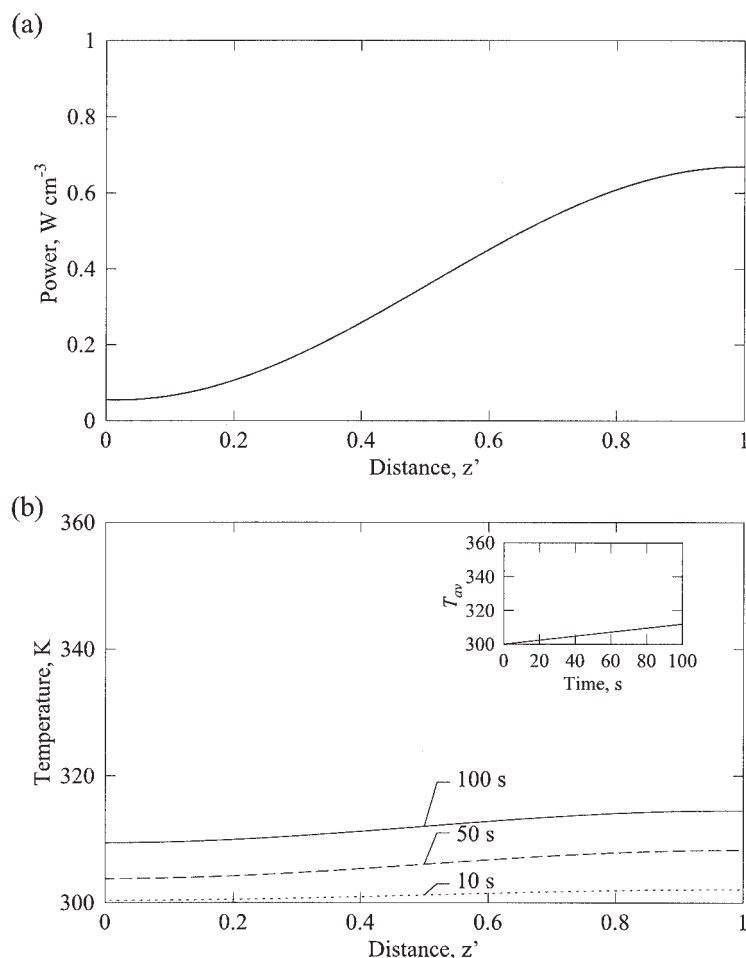 (a)
1
0.8
0.6
0.4
0.2
0
Power, W cm-3
0 0.2 0.4 0.6 0.8 1
Distance, z’
(b)
360
340
320
300
Temperature, K
360
340
320
300
Tav
0 20 40 60 80 100
Time, s
100 s
50 s
10 s
0 0.2 0.4 0.6 0.8 1
Distance, z’